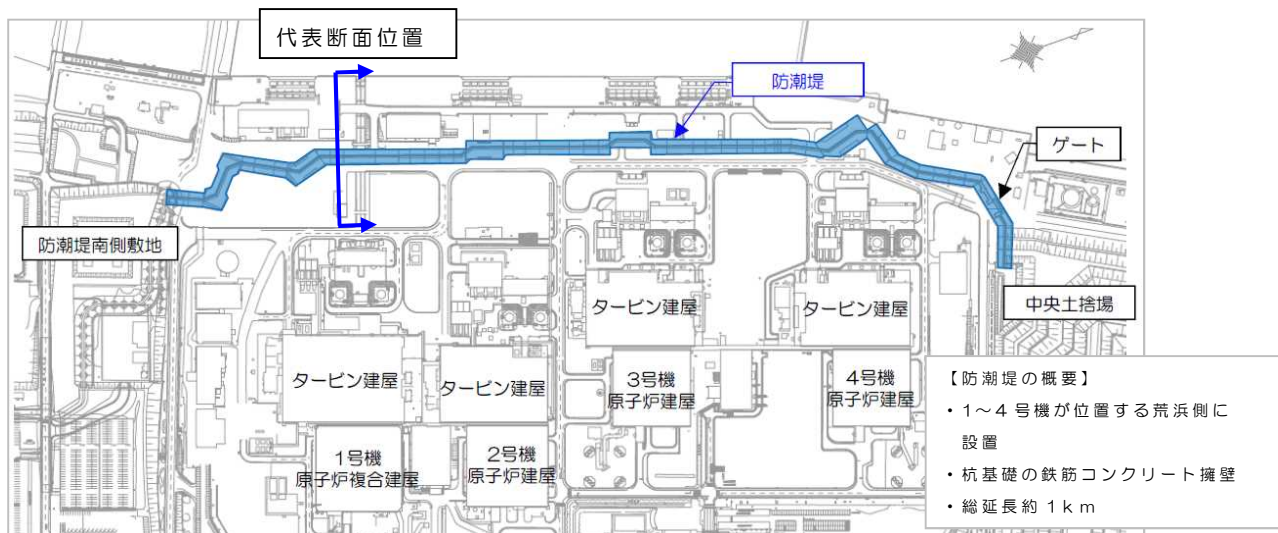 代表断面位置
防潮堤
ゲート
防潮堤南側敷地
中央土捨場
タービン建屋
タービン建屋
タービン建屋
タービン建屋
3号機
原子炉建屋
4号機
原子炉建屋
1号機
原子炉複合建屋
2号機
原子炉建屋
【防潮堤の概要】
・1～4号機が位置する荒浜側に
設置
・杭基礎の鉄筋コンクリート擁壁
・総延長約1km